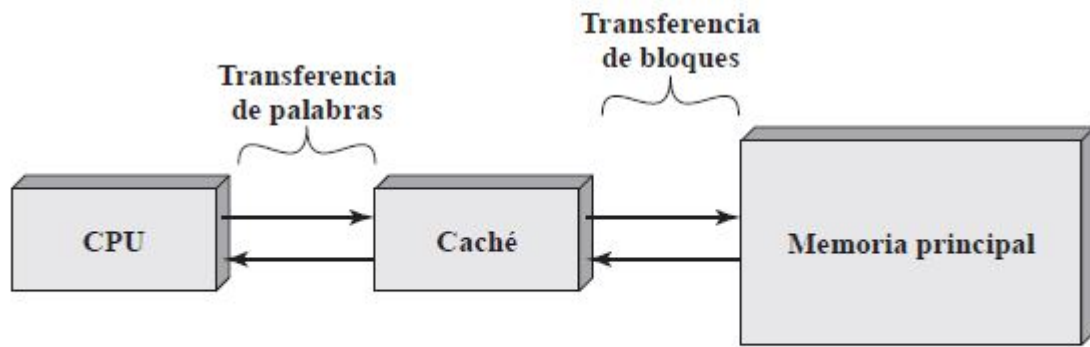 Transferencia
de bloques
Transferencia
de palabras
CPU
Caché
Memoria principal